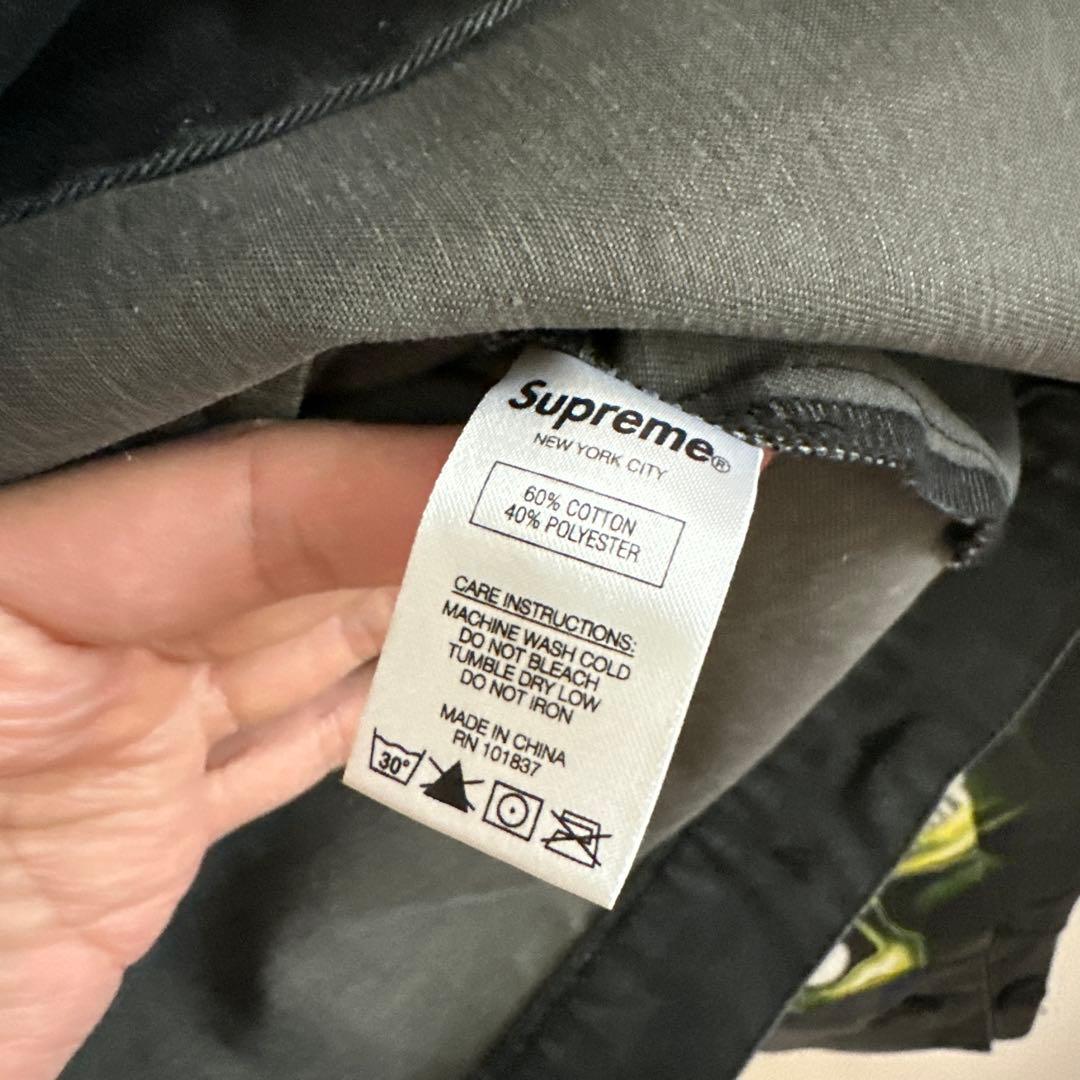 Supreme®
NEW YORK CITY
60% COTTON
40% POLYESTER
CARE INSTRUCTIONS:
MACHINE WASH COLD
DO NOT BLEACH
TUMBLE DRY LOW
DO NOT IRON
MADE IN CHINA
RN 101837
30°